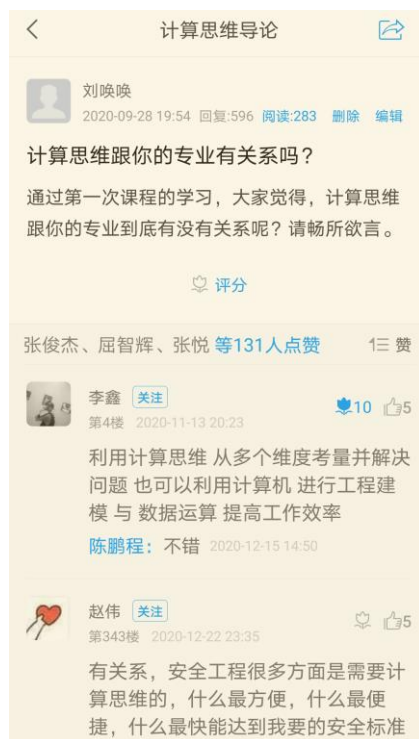 计算思维导论
刘唤唤
2020-09-28 19:54 回复:596 阅读:283 删除 编辑
计算思维跟你的专业有关系吗？
通过第一次课程的学习，大家觉得，计算思维
跟你的专业到底有没有关系呢？请畅所欲言。
评分
张俊杰、屈智辉、张悦 等131人点赞 赞
李鑫 关注 10 5
第4楼 2020-11-13 20:23
利用计算思维 从多个维度考量并解决
问题 也可以利用计算机 进行工程建
模 与 数据运算 提高工作效率
陈鹏程：不错 2020-12-15 14:50
赵伟 关注 5
第343楼 2020-12-22 23:35
有关系，安全工程很多方面是需要计
算思维的，什么最方便，什么最便
捷，什么最快能达到我要的安全标准